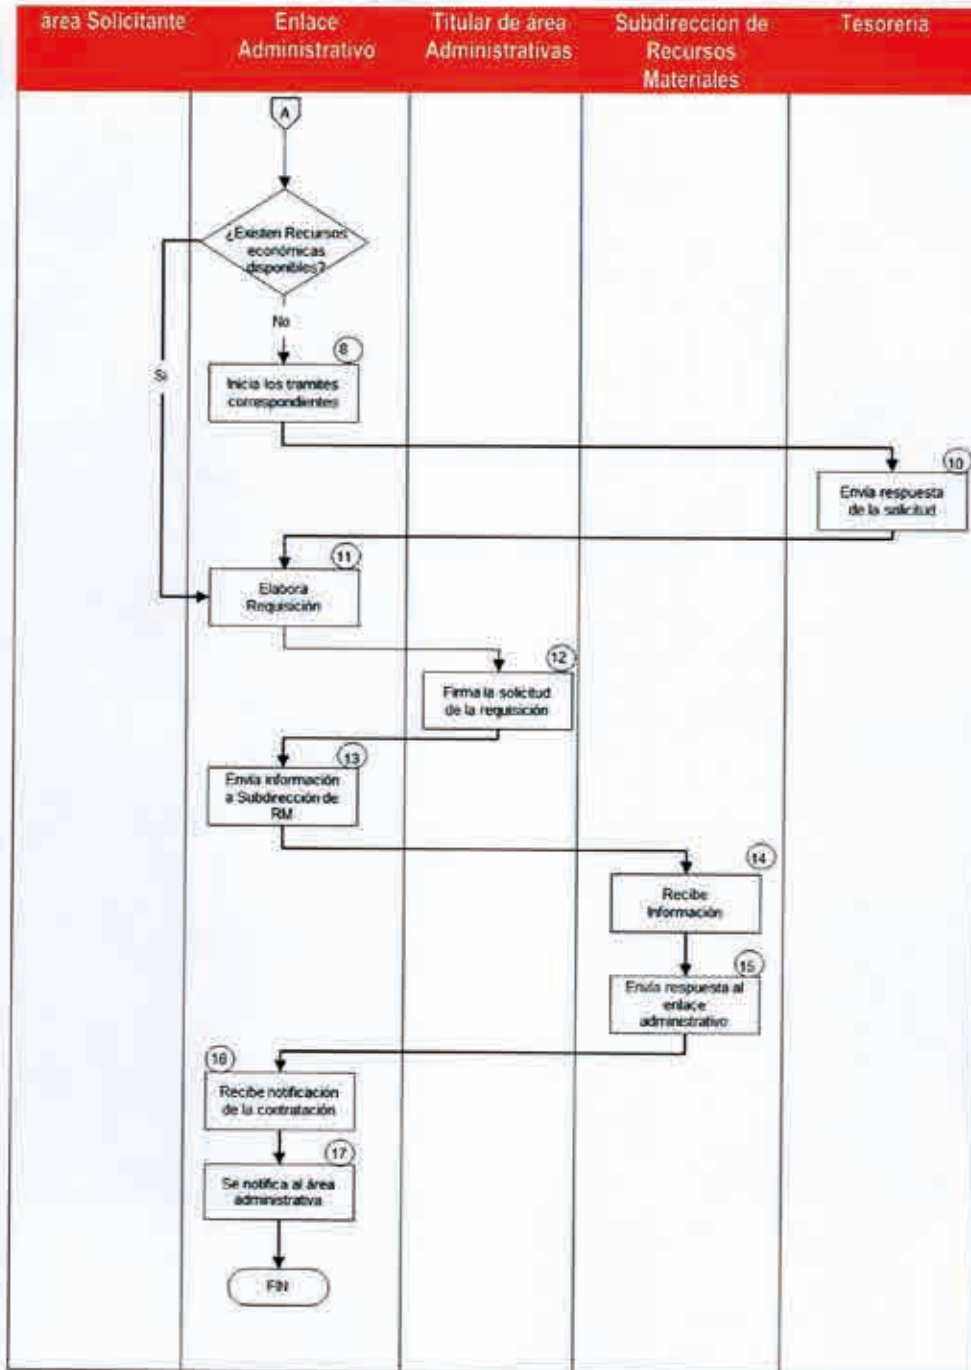 área Solicitante
Enlace
Administrativo
Titular de área
Administrativas
Subdirección de
Recursos
Materiales
Tesorería
A
¿Existen Recursos
económicas
disponibles?
No
Si
8
Inicia los tramites
correspondientes
10
Envía respuesta
de la solicitud
11
Elabora
Requisición
12
Firma la solicitud
de la requisición
13
Envía información
a Subdirección de
RM
14
Recibe
Información
15
Envía respuesta al
enlace
administrativo
16
Recibe notificación
de la contratación
17
Se notifica al área
administrativa
FIN